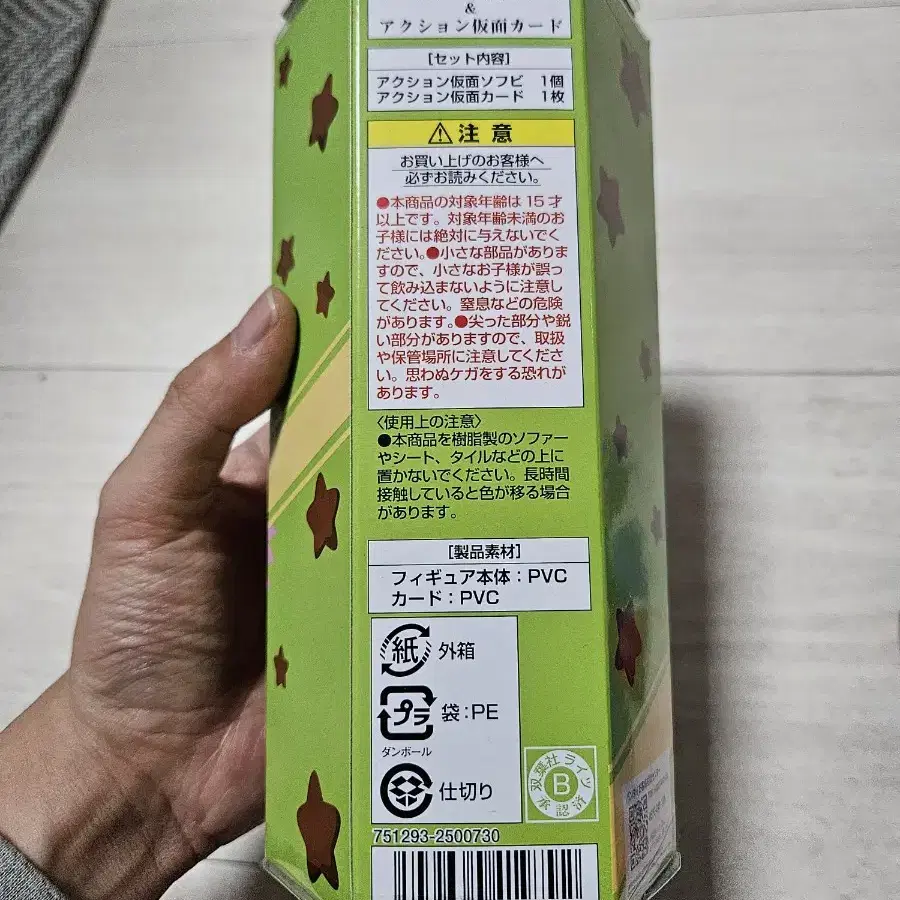 &
アクション仮面カード
[セット内容]
アクション仮面ソフビ 1個
アクション仮面カード 1枚
⚠注意
お買い上げのお客様へ
必ずお読みください。
●本商品の対象年齢は15才
以上です。対象年齢未満のお
子様には絶対に与えないでく
ださい。●小さな部品がありま
すので、小さなお子様が誤っ
て飲み込まないように注意し
てください。窒息などの危険
があります。●尖った部分や鋭
い部分がありますので、取扱
や保管場所に注意してくださ
い。思わぬケガをする恐れが
あります。
〈使用上の注意〉
●本商品を樹脂製のソファー
やシート、タイルなどの上に
置かないでください。長時間
接触していると色が移る場合
があります。
[製品素材]
フィギュア本体：PVC
カード：PVC
紙 外箱
プラ 袋:PE
ダンボール
仕切り
双葉社ライツ
B
承認済
751293-2500730